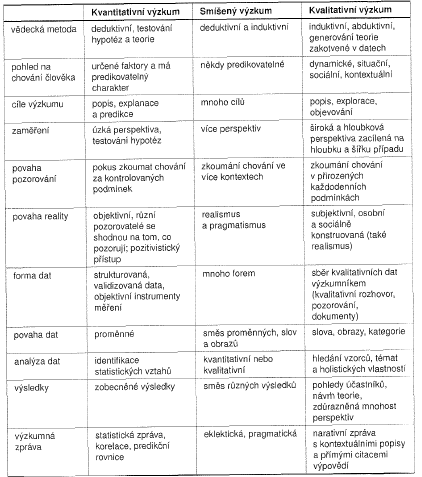 Kvantitativní výzkum Smíšený výzkum Kvalitativní výzkum
vědecká metoda deduktivní, testování deduktivní a induktivní induktivní, abduktivní,
hypotéz a teorie generování teorie
zakotvené v datech
pohled na určené faktory a má někdy predikovatelné dynamické, situační,
chování člověka predikovatelný sociální, kontextuální
charakter
cíle výzkumu popis, explanace mnoho cílů popis, explorace,
a predikce objevování
zaměření úzká perspektiva, více perspektiv široká a hloubková
testování hypotéz perspektiva zacílená na
hloubku a šířku případu
povaha pokus zkoumat chování zkoumání chování ve zkoumání chování
pozorování za kontrolovaných více kontextech v přirozených
podmínek každodenních
podmínkách
povaha reality objektivní, různí realismus subjektivní, osobní
pozorovatelé se a pragmatismus a sociálně
shodnou na tom, co konstruovaná (také
pozorují; pozitivistický realismus)
přístup
forma dat strukturovaná, mnoho forem sběr kvalitativních dat
validizovaná data, výzkumníkem
objektivní instrumenty (kvalitativní rozhovor,
měření pozorování,
dokumenty)
povaha dat proměnné směs proměnných, slov slova, obrazy, kategorie
a obrazů
analýza dat identifikace kvantitativní nebo hledání vzorců, témat
statistických vztahů kvalitativní a holistických vlastností
výsledky zobecněné výsledky směs různých výsledků pohledy účastníků,
návrh teorie,
zdůrazněná mnohost
perspektiv
výzkumná statistická zpráva, eklektická, pragmatická narativní zpráva
zpráva korelace, predikční s kontextuálními popisy
rovnice a přímými citacemi
výpovědí